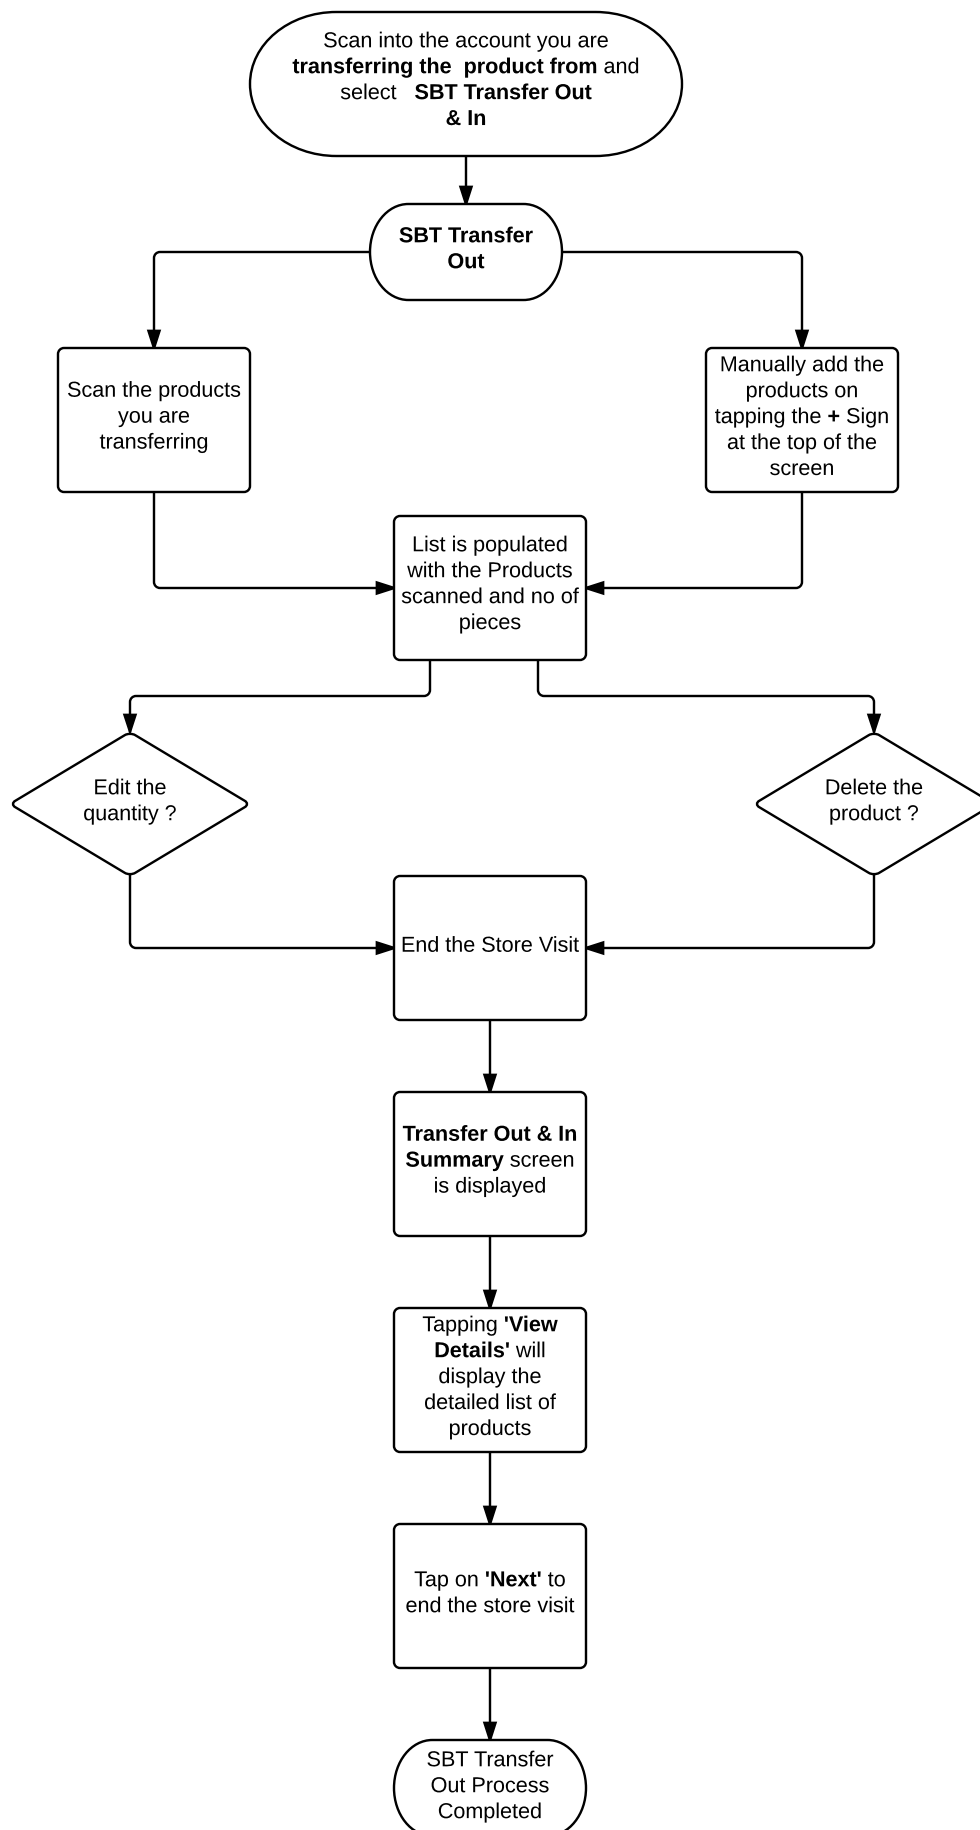 Scan into the account you are
transferring the  product from and
select   SBT Transfer Out
& In
SBT Transfer
Out
Scan the products
you are
transferring
Manually add the
products on
tapping the + Sign
at the top of the
screen
List is populated
with the Products
scanned and no of
pieces
Edit the
quantity ?
Delete the
product ?
End the Store Visit
Transfer Out & In
Summary screen
is displayed
Tapping 'View
Details' will
display the
detailed list of
products
Tap on 'Next' to
end the store visit
SBT Transfer
Out Process
Completed